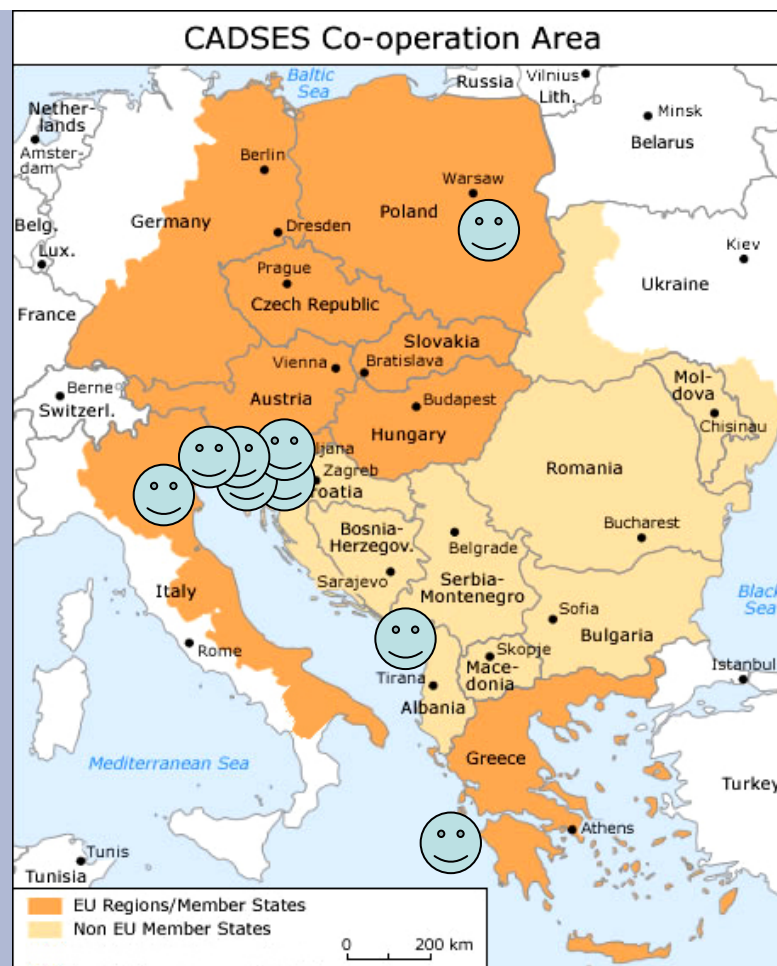 CADSES Co-operation Area
Baltic
Sea
Russia
Vilnius
Lith.
Nether-
lands
Amster-
dam
Minsk
Belarus
Berlin
Warsaw
Poland
Germany
Dresden
Belg.
Lux.
Kiev
Ukraine
Prague
Czech Republic
France
Slovakia
Vienna
Bratislava
Mol-
dova
Berne
Switzerl.
Austria
Budapest
Chisinau
Hungary
ljana
Zagreb
roatia
Romania
Bosnia-
Herzegov.
Bucharest
Belgrade
Sarajevo
Serbia-
Montenegro
Italy
Black
Sea
Sofia
Bulgaria
Rome
Skopje
Mace-
donia
Istanbul
Tirana
Albania
Mediterranean Sea
Greece
Turkey
Athens
Tunis
Tunisia
EU Regions/Member States
Non EU Member States
0 200 km